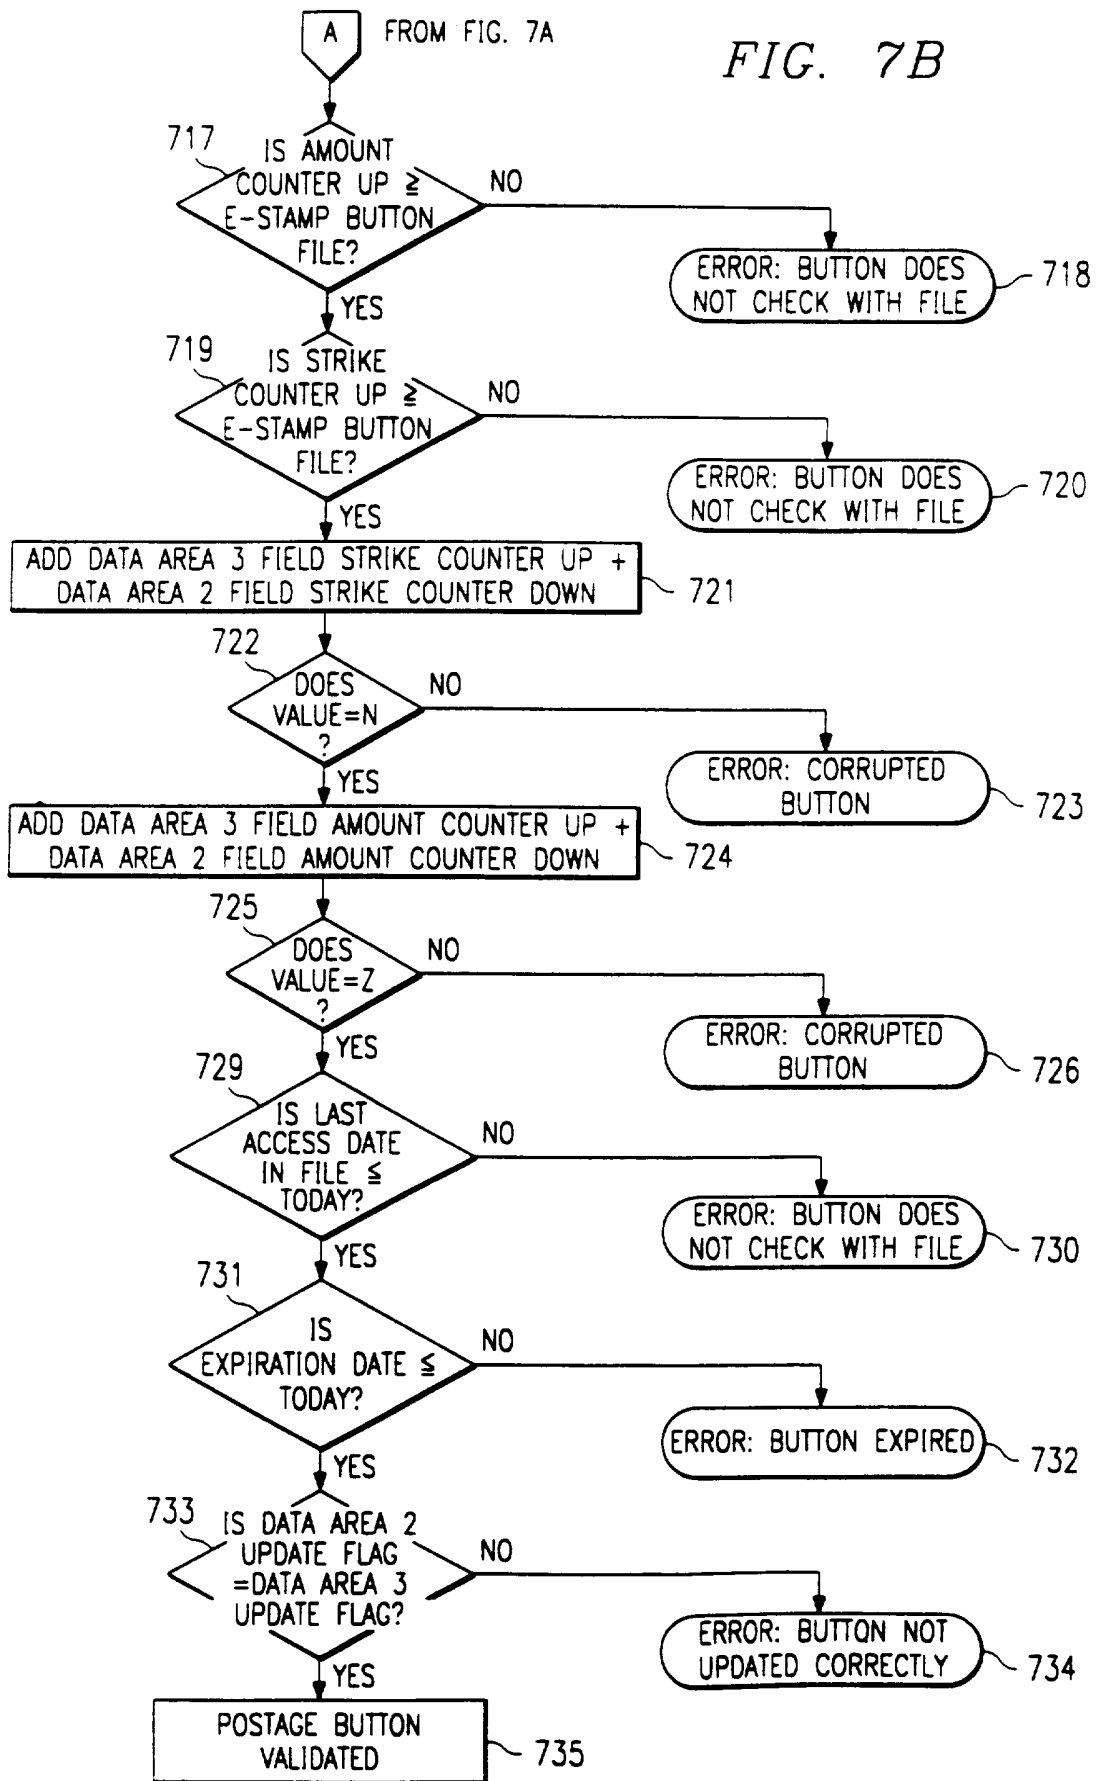 A FROM FIG. 7A
FIG. 7B
717
IS AMOUNT
COUNTER UP ≧
E-STAMP BUTTON
FILE?
NO
YES
ERROR: BUTTON DOES
NOT CHECK WITH FILE
718
719
IS STRIKE
COUNTER UP ≧
E-STAMP BUTTON
FILE?
NO
YES
ERROR: BUTTON DOES
NOT CHECK WITH FILE
720
ADD DATA AREA 3 FIELD STRIKE COUNTER UP +
DATA AREA 2 FIELD STRIKE COUNTER DOWN
721
722
DOES
VALUE=N
?
NO
YES
ERROR: CORRUPTED
BUTTON
723
ADD DATA AREA 3 FIELD AMOUNT COUNTER UP +
DATA AREA 2 FIELD AMOUNT COUNTER DOWN
724
725
DOES
VALUE=Z
?
NO
YES
ERROR: CORRUPTED
BUTTON
726
729
IS LAST
ACCESS DATE
IN FILE ≦
TODAY?
NO
YES
ERROR: BUTTON DOES
NOT CHECK WITH FILE
730
731
IS
EXPIRATION DATE ≦
TODAY?
NO
YES
ERROR: BUTTON EXPIRED
732
733
IS DATA AREA 2
UPDATE FLAG
=DATA AREA 3
UPDATE FLAG?
NO
YES
ERROR: BUTTON NOT
UPDATED CORRECTLY
734
POSTAGE BUTTON
VALIDATED
735